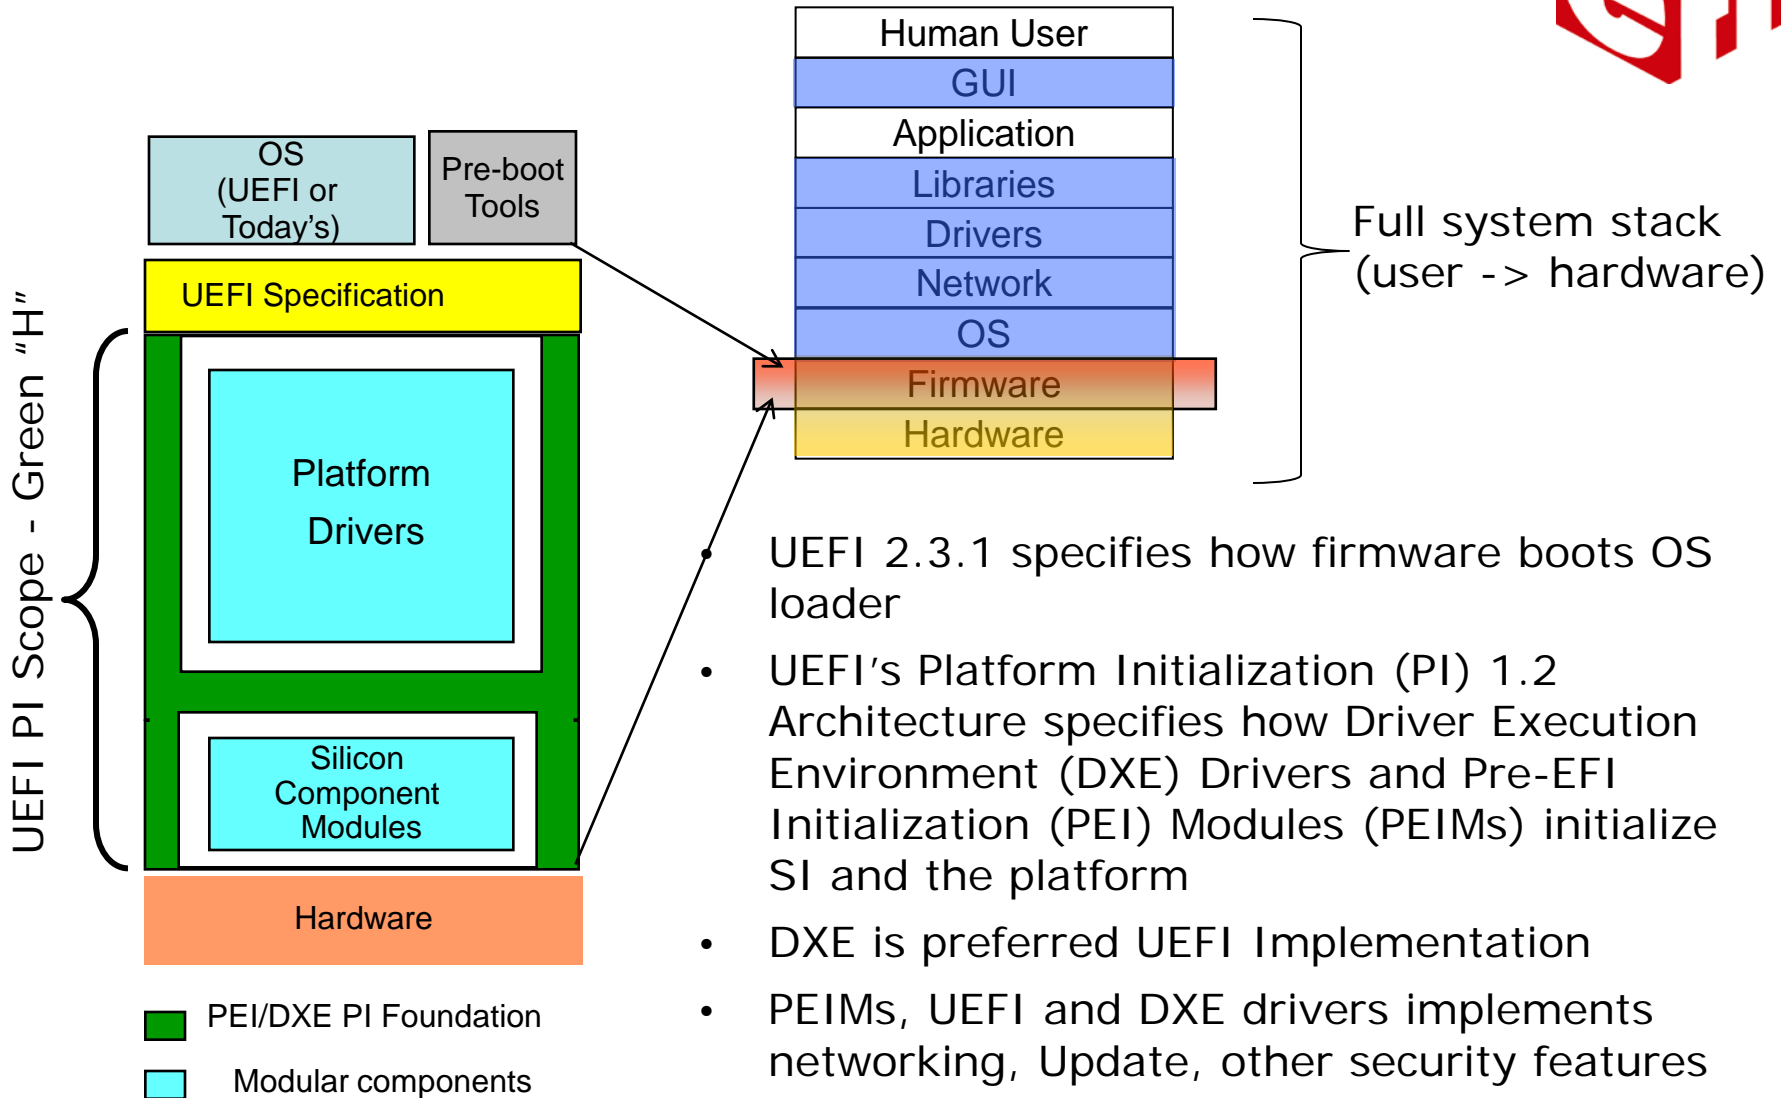 Human User
GUI
Application
Libraries
Drivers
Network
OS
Firmware
Hardware
Full system stack
(user -> hardware)
OS
(UEFI or
Today's)
Pre-boot
Tools
UEFI Specification
UEFI PI Scope - Green "H"
Platform
Drivers
Silicon
Component
Modules
Hardware
PEI/DXE PI Foundation
Modular components
• UEFI 2.3.1 specifies how firmware boots OS
loader
• UEFI's Platform Initialization (PI) 1.2
Architecture specifies how Driver Execution
Environment (DXE) Drivers and Pre-EFI
Initialization (PEI) Modules (PEIMs) initialize
SI and the platform
• DXE is preferred UEFI Implementation
• PEIMs, UEFI and DXE drivers implements
networking, Update, other security features